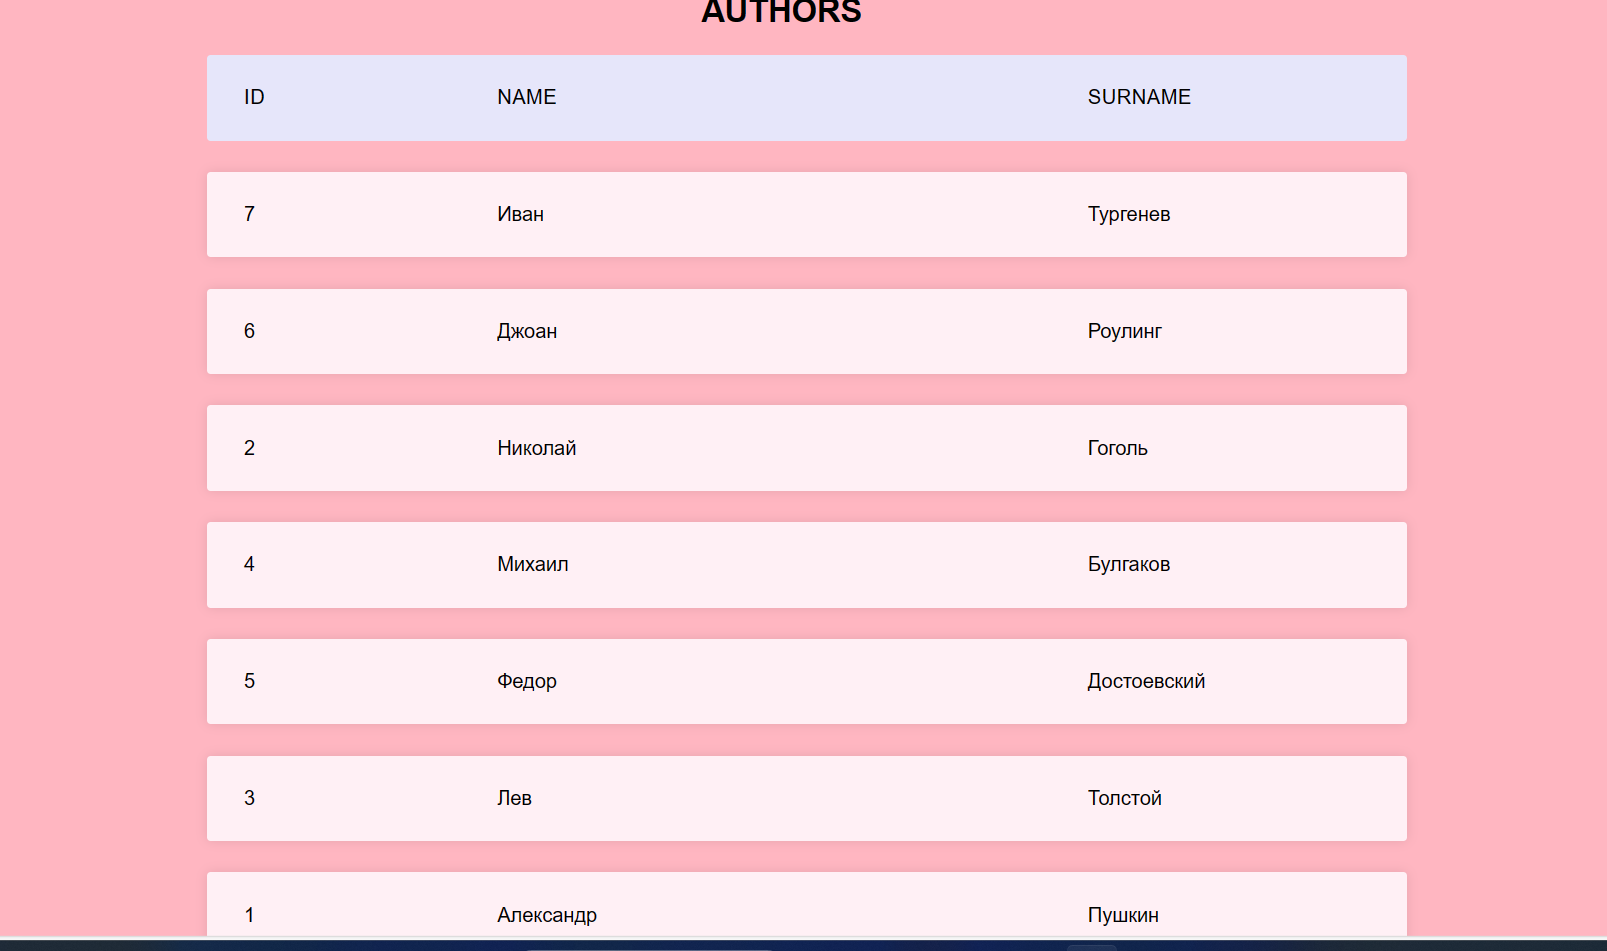 AUTHORS
ID NAME SURNAME
7 Иван Тургенев
6 Джоан Роулинг
2 Николай Гоголь
4 Михаил Булгаков
5 Федор Достоевский
3 Лев Толстой
1 Александр Пушкин